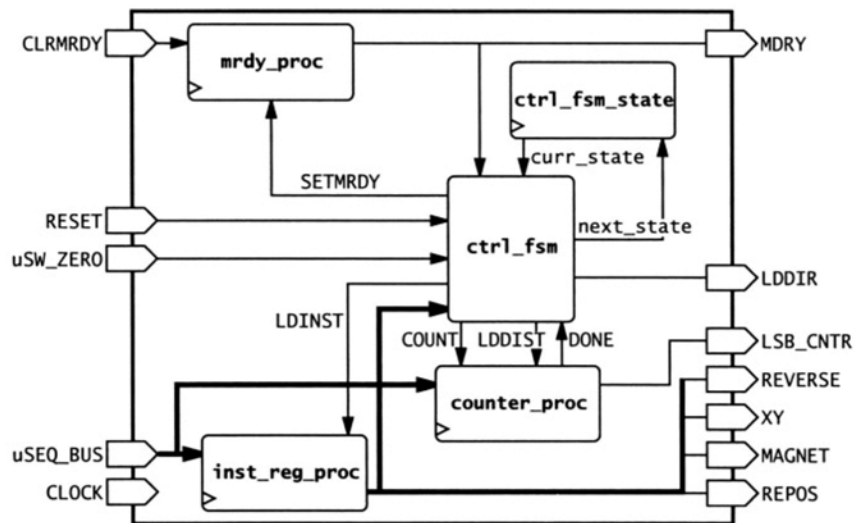 CLRMRDY
mrdy_proc
MDRY
ctrl_fsm_state
curr_state
SETMRDY
RESET
next_state
uSW_ZERO
ctrl_fsm
LDDIR
LDINST
COUNT
LDDIST
DONE
LSB_CNTR
REVERSE
counter_proc
XY
uSEQ_BUS
inst_reg_proc
MAGNET
CLOCK
REPOS